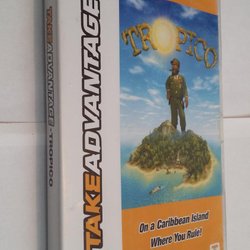 TAKEADVANTAGE - TROPICO
TAKEADVANTAGE
TROPICO
On a Caribbean Island
Where You Rule!